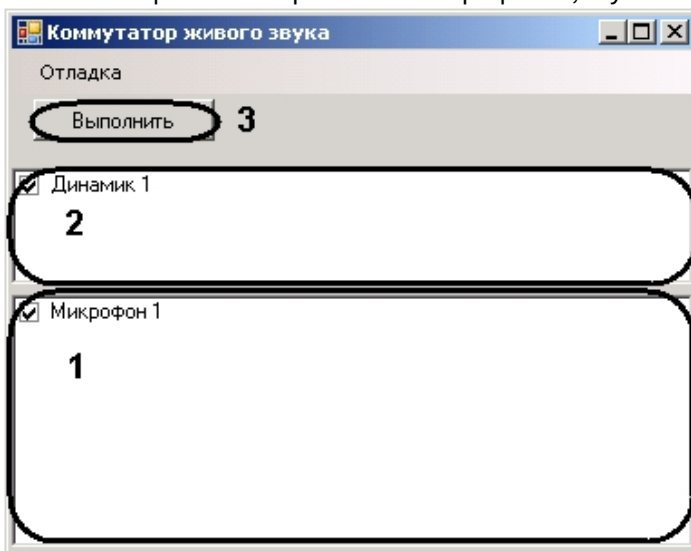 Коммутатор живого звука
Отладка
Выполнить 3
Динамик 1
2
Микрофон 1
1